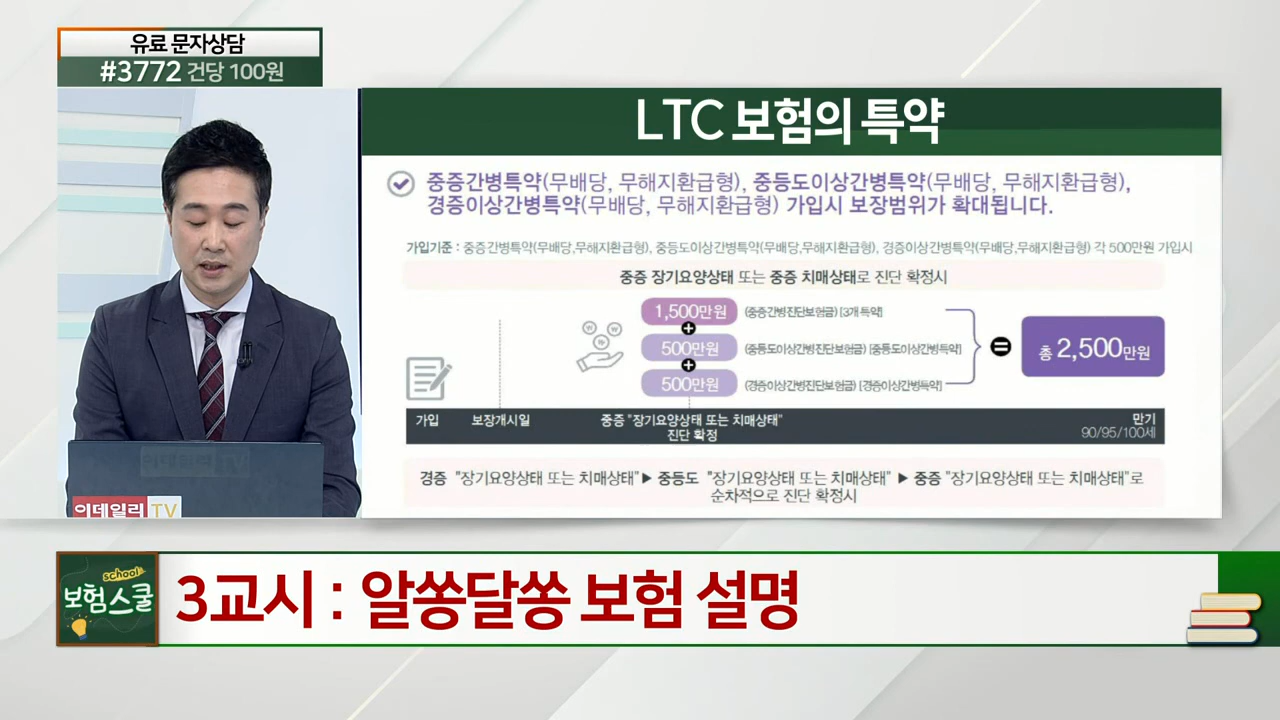 유료 문자상담
#3772 건당 100원
LTC 보험의 특약
중증간병특약(무배당, 무해지환급형), 중등도이상간병특약(무배당, 무해지환급형),
경증이상간병특약(무배당, 무해지환급형) 가입시 보장범위가 확대됩니다.
가입기준 : 중증간병특약(무배당,무해지환급형), 중등도이상간병특약(무배당,무해지환급형), 경증이상간병특약(무배당,무해지환급형) 각 500만원 가입시
중증 장기요양상태 또는 중증 치매상태로 진단 확정시
1,500만원 (중증간병진단보험금) [3개 특약]
+
500만원 (중등도이상간병진단보험금) [중등도이상간병특약]
+
500만원 (경증이상간병진단보험금) [경증이상간병특약]
= 총 2,500만원
가입 보장개시일 중증 "장기요양상태 또는 치매상태" 만기
진단 확정 90/95/100세
경증 "장기요양상태 또는 치매상태"▶ 중등도 "장기요양상태 또는 치매상태" ▶ 중증 "장기요양상태 또는 치매상태"로
순차적으로 진단 확정시
이데일리 TV
이데일리 TV
school
보험스쿨
3교시 : 알쏭달쏭 보험 설명